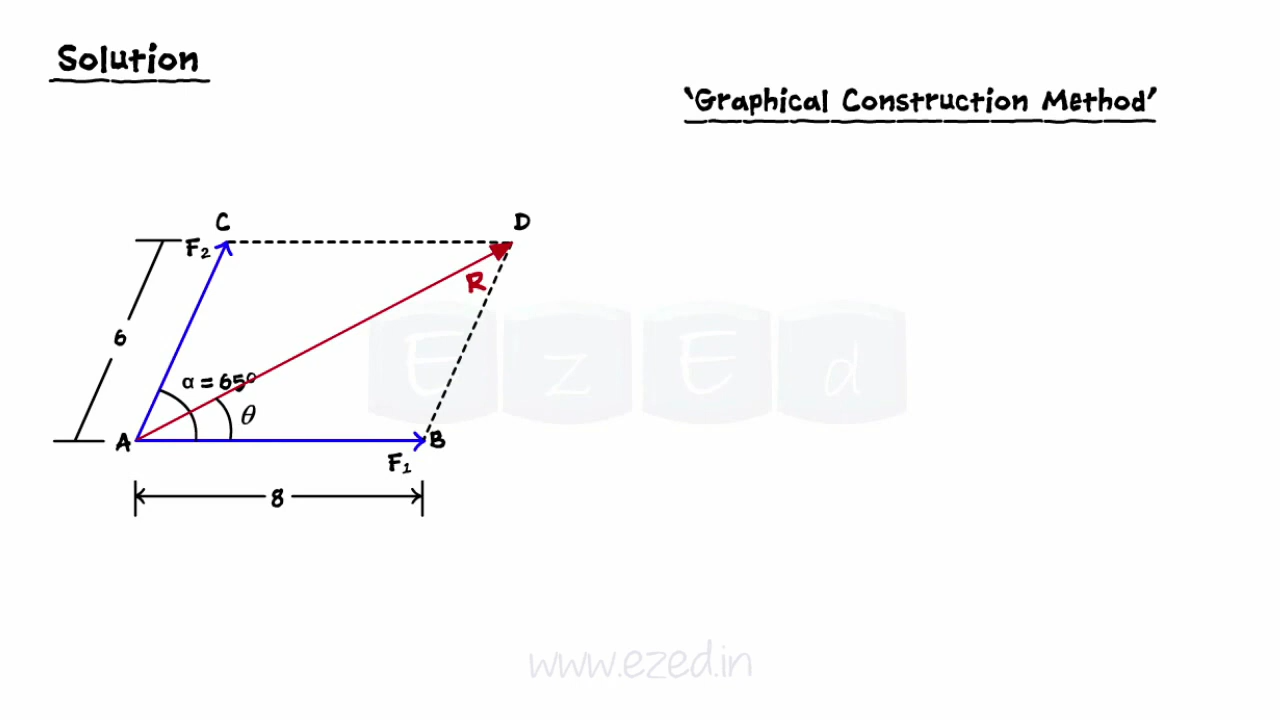 Solution
'Graphical Construction Method'
C
D
F₂
R
6
α = 65°
θ
A
B
F₁
8
EzEd
www.ezed.in